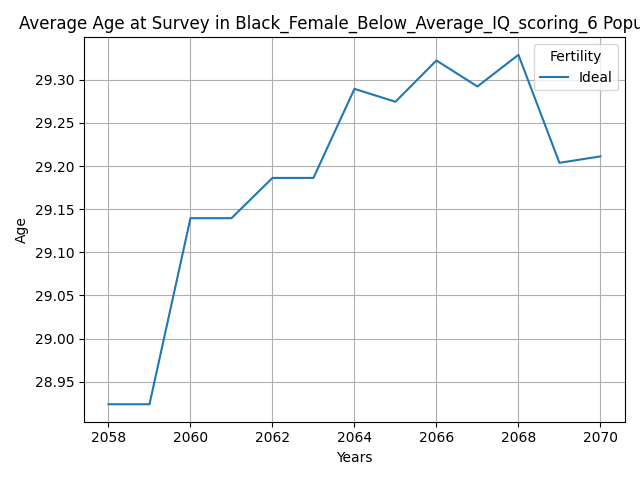 Average Age at Survey in Black_Female_Below_Average_IQ_scoring_6 Popu
Fertility
Ideal
29.30
29.25
29.20
29.15
29.10
29.05
29.00
28.95
Age
2058 2060 2062 2064 2066 2068 2070
Years